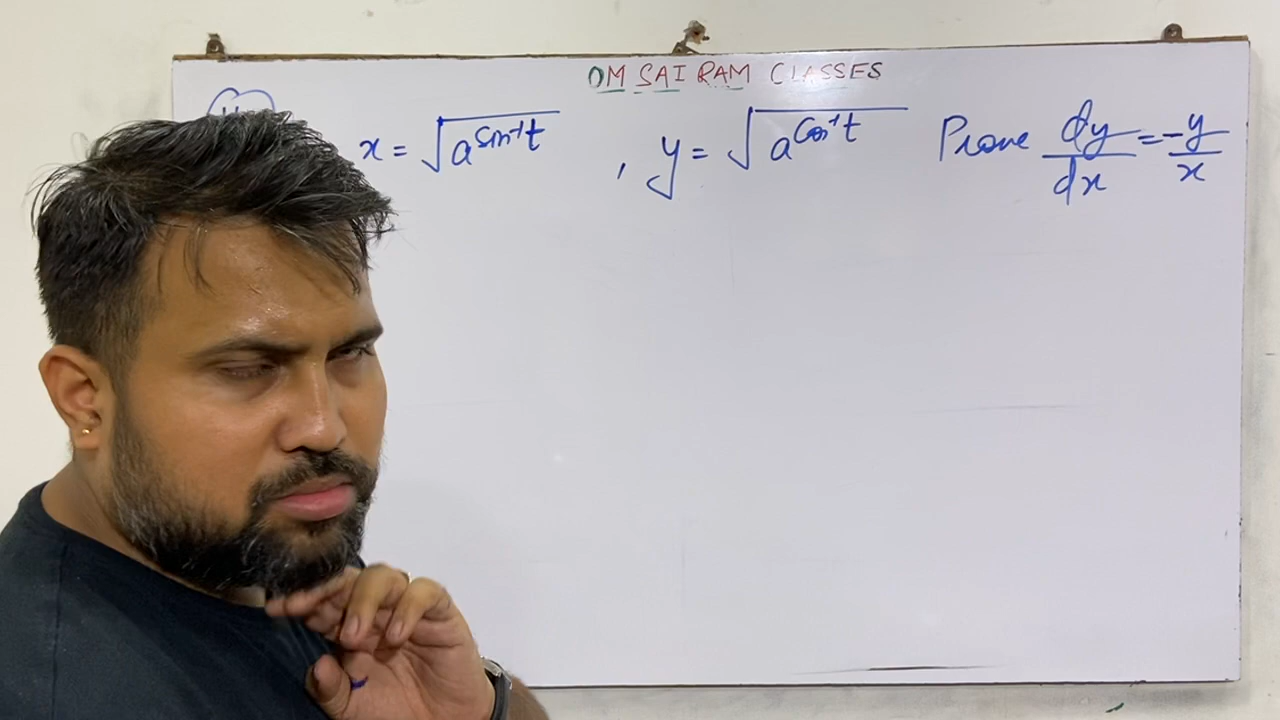 OM SAI RAM CLASSES
x = √a^Sin⁻¹t , y = √a^Cos⁻¹t Prove dy/dx = -y/x